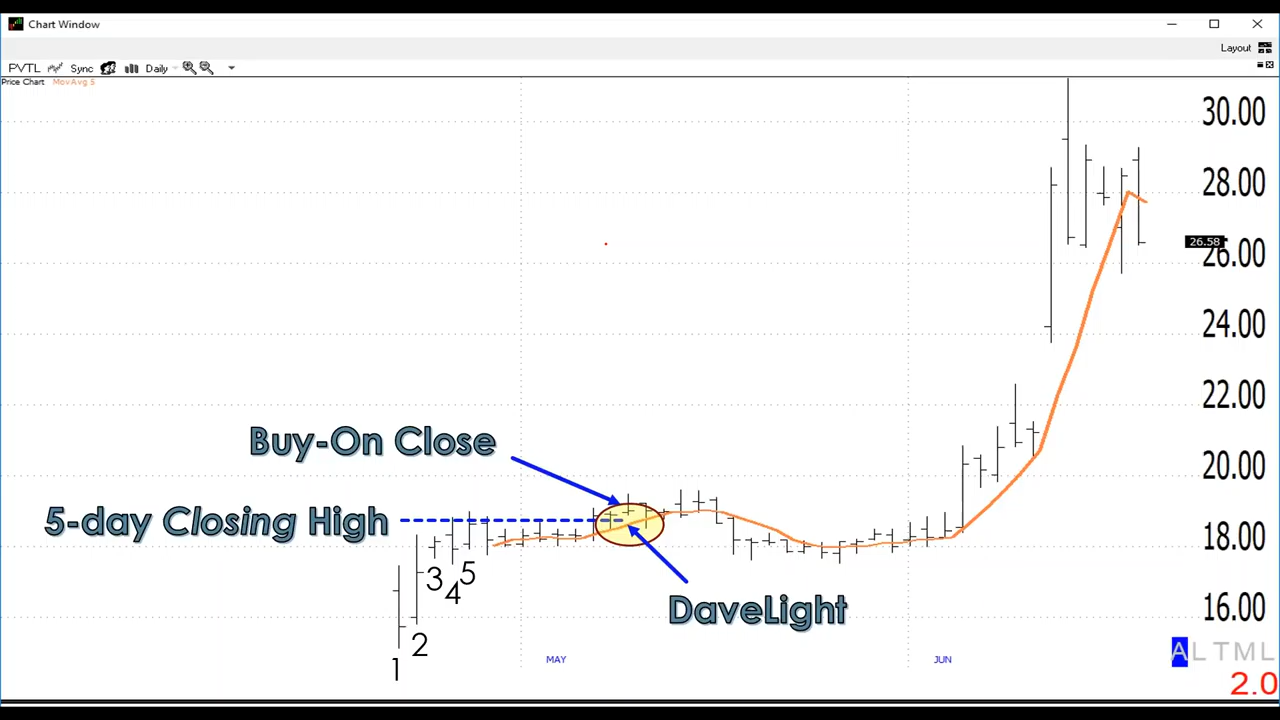 Chart Window
Layout
PVTL Sync Daily
Price Chart MovAvg 5
30.00
28.00
26.58
26.00
24.00
22.00
Buy-On Close
20.00
5-day Closing High
18.00
3 5
4
DaveLight
16.00
2
1
MAY JUN
ALTML
2.0